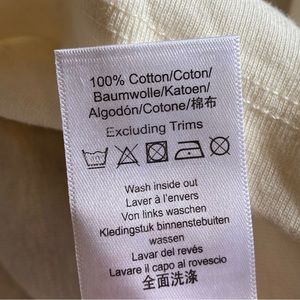 100% Cotton/Coton/
Baumwolle/Katoen/
Algodón/Cotone/棉布
Excluding Trims
Wash inside out
Laver à l'envers
Von links waschen
Kledingstuk binnenstebuiten
wassen
Lavar del revés
Lavare il capo al rovescio
全面洗涤